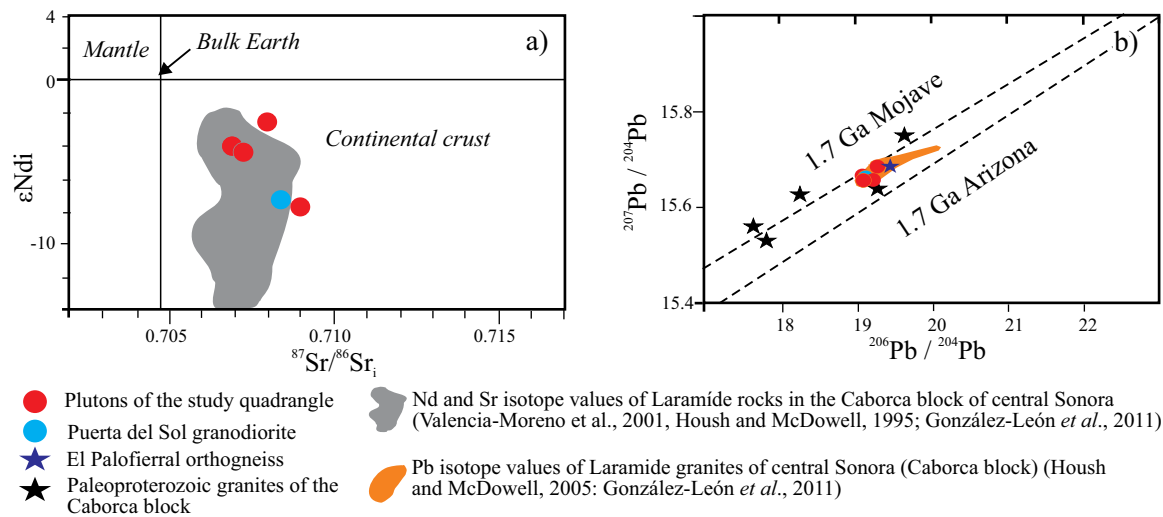 4
0
-10
εNdi
Mantle
Bulk Earth
a)
Continental crust
0.705
0.710
0.715
87Sr/86Sri
15.8
15.6
15.4
207Pb / 204Pb
b)
1.7 Ga Mojave
1.7 Ga Arizona
18
19
20
21
22
206Pb / 204Pb
Plutons of the study quadrangle
Puerta del Sol granodiorite
El Palofierral orthogneiss
Paleoproterozoic granites of the
Caborca block
Nd and Sr isotope values of Laramíde rocks in the Caborca block of central Sonora
(Valencia-Moreno et al., 2001, Housh and McDowell, 1995; González-León et al., 2011)
Pb isotope values of Laramide granites of central Sonora (Caborca block) (Housh
and McDowell, 2005: González-León et al., 2011)